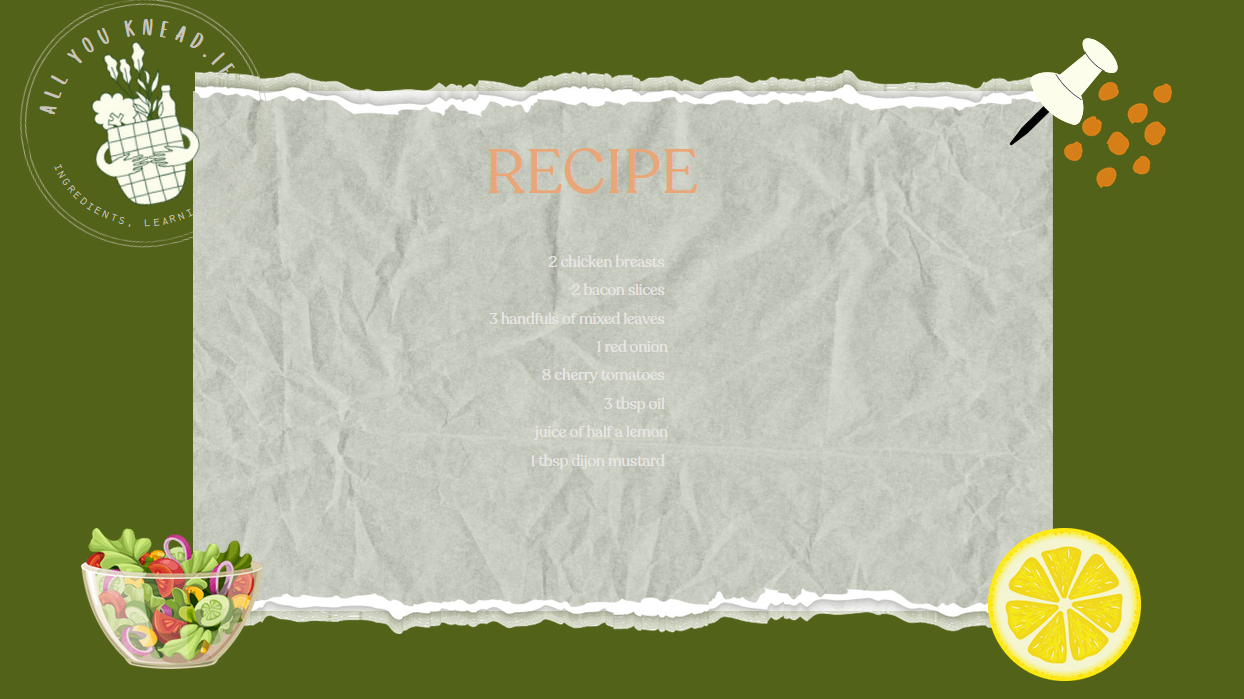 ALL YOU KNEAD.IE
INGREDIENTS, LEARNI
RECIPE
2 chicken breasts
2 bacon slices
3 handfuls of mixed leaves
1 red onion
8 cherry tomatoes
3 tbsp oil
juice of half a lemon
1 tbsp dijon mustard